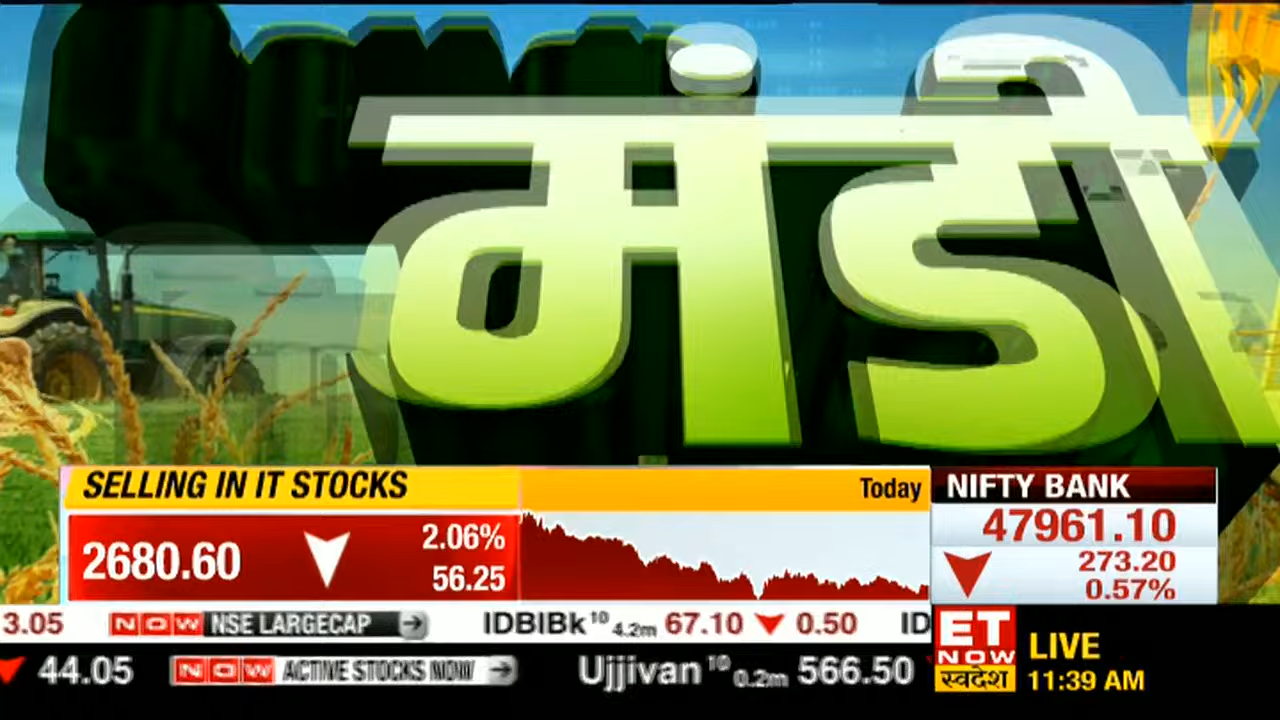 मंडी
SELLING IN IT STOCKS
Today
2680.60
2.06%
56.25
NIFTY BANK
47961.10
273.20
0.57%
3.05 NOW NSE LARGECAP IDBIBk 10 4.2m 67.10 0.50 ID
44.05 NOW ACTIVE STOCKS NOW Ujjivan 10 0.2m 566.50
ET
NOW
स्वदेश
LIVE
11:39 AM